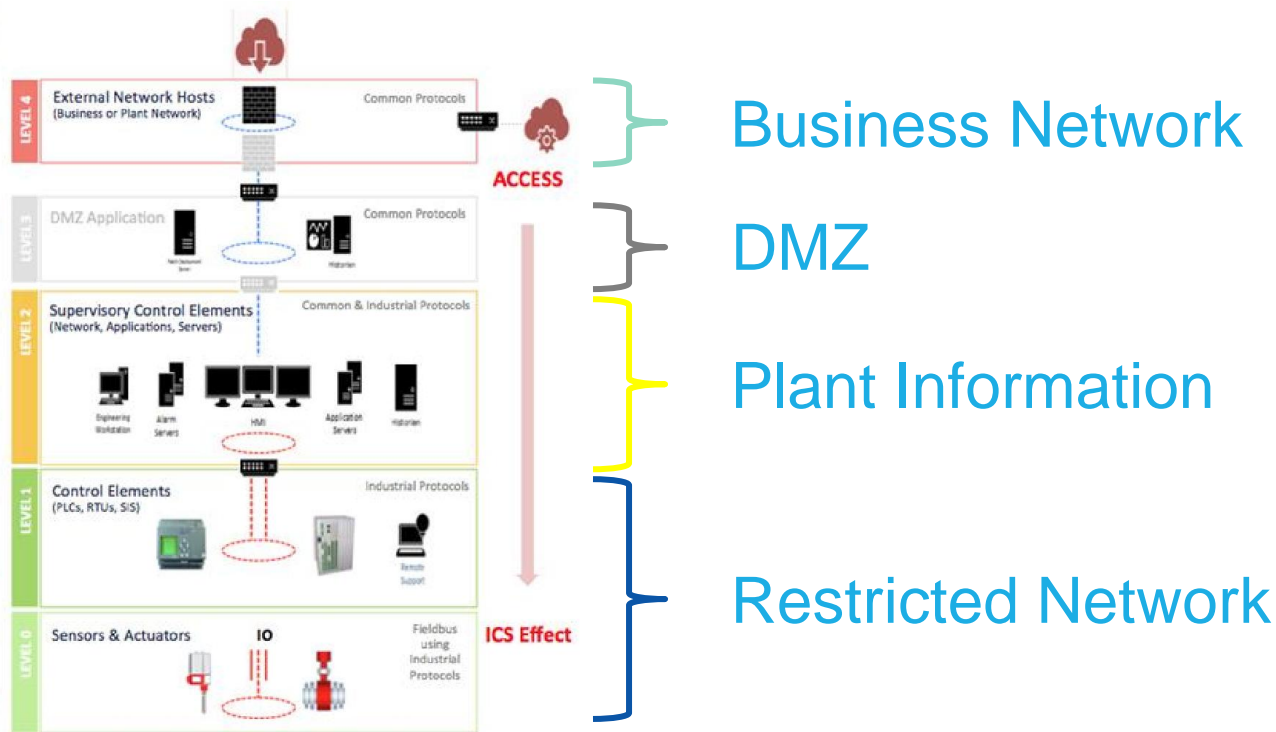 LEVEL 4
External Network Hosts
(Business or Plant Network)
Common Protocols
ACCESS
Business Network
LEVEL 3
DMZ Application
Common Protocols
Historian
DMZ
LEVEL 2
Supervisory Control Elements
(Network, Applications, Servers)
Common & Industrial Protocols
Engineering
Workstation
Alarm
Servers
HMI
Application
Servers
Historian
Plant Information
LEVEL 1
Control Elements
(PLCs, RTUs, SIS)
Industrial Protocols
Remote
Support
LEVEL 0
Sensors & Actuators
IO
Fieldbus
using
Industrial
Protocols
ICS Effect
Restricted Network